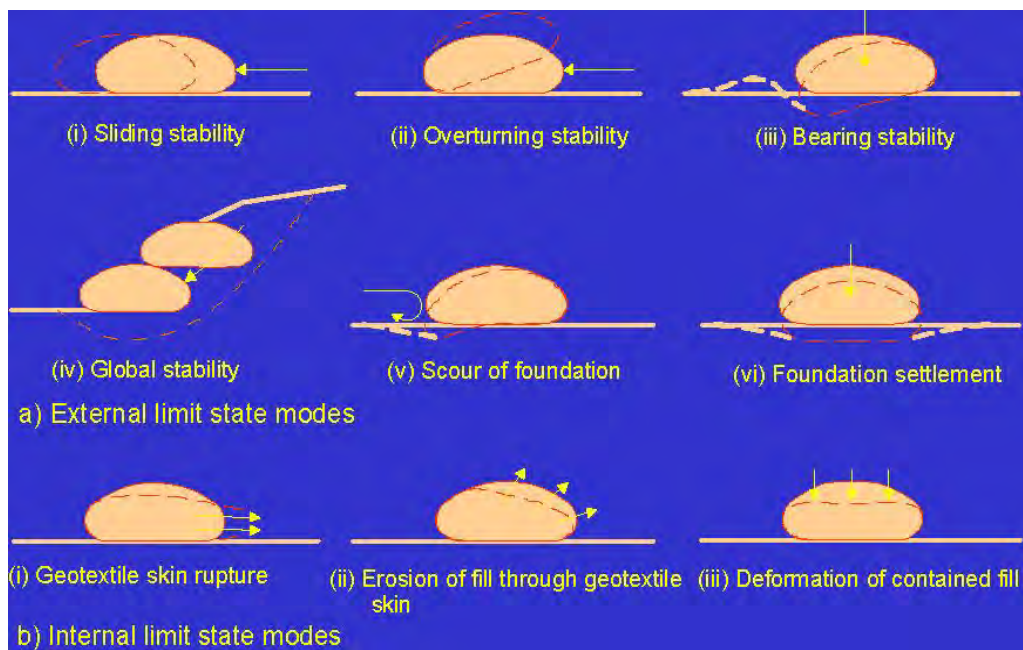 (i) Sliding stability
(ii) Overturning stability
(iii) Bearing stability
(iv) Global stability
(v) Scour of foundation
(vi) Foundation settlement
a) External limit state modes
(i) Geotextile skin rupture
(ii) Erosion of fill through geotextile
skin
(iii) Deformation of contained fill
b) Internal limit state modes